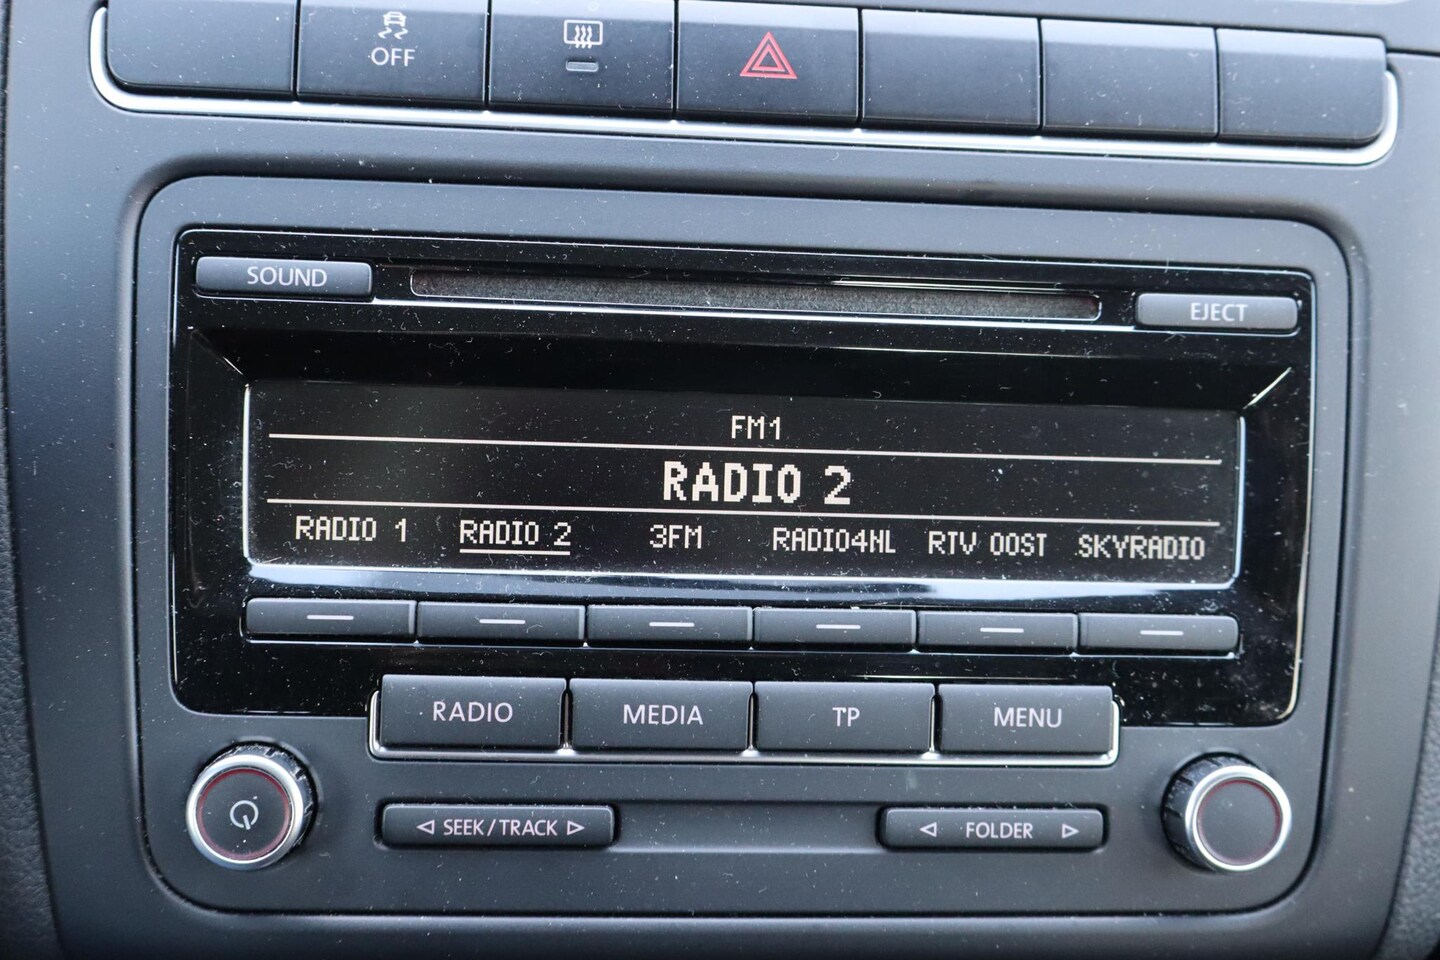 OFF
SOUND
EJECT
FM1
RADIO 2
RADIO 1 RADIO 2 3FM RADIO4NL RTV OOST SKYRADIO
RADIO MEDIA TP MENU
SEEK/TRACK
FOLDER